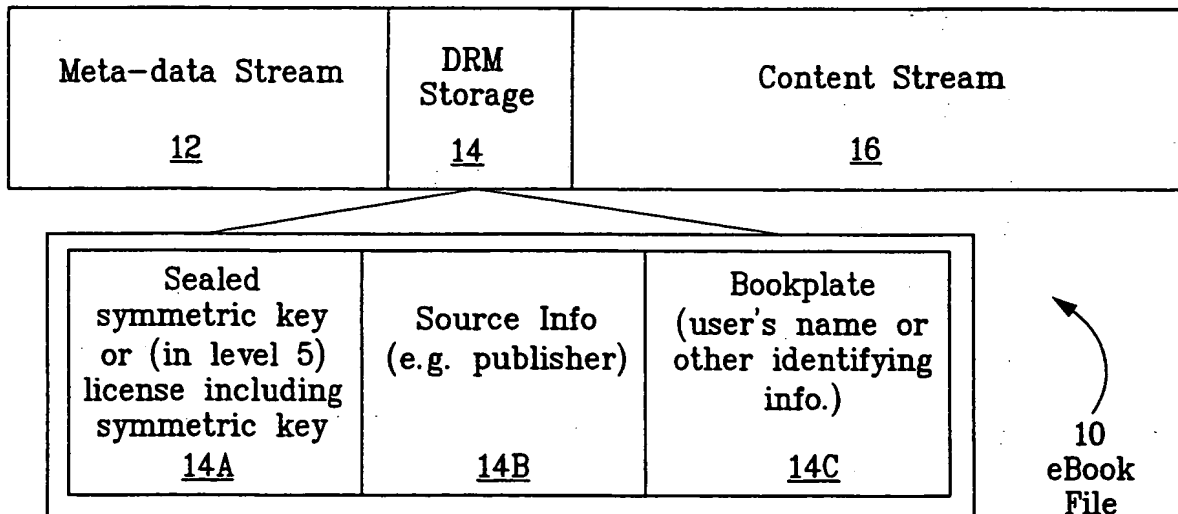 Meta-data Stream
12
DRM
Storage
14
Content Stream
16
Sealed
symmetric key
or (in level 5)
license including
symmetric key
14A
Source Info
(e.g. publisher)
14B
Bookplate
(user's name or
other identifying
info.)
14C
10
eBook
File